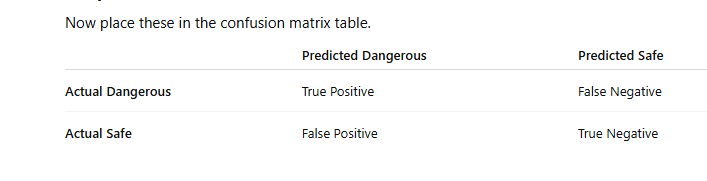 Now place these in the confusion matrix table.
Predicted Dangerous Predicted Safe
Actual Dangerous True Positive False Negative
Actual Safe False Positive True Negative